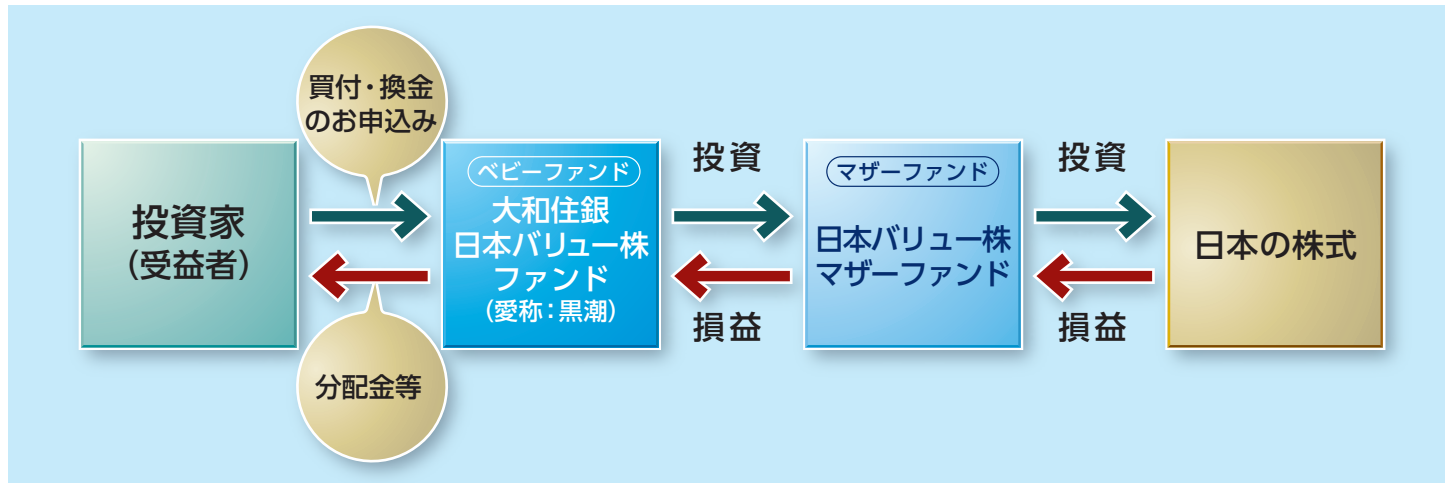 買付・換金
のお申込み
投資家
（受益者）
分配金等
ベビーファンド
大和住銀
日本バリュー株
ファンド
（愛称：黒潮）
投資
損益
マザーファンド
日本バリュー株
マザーファンド
投資
損益
日本の株式